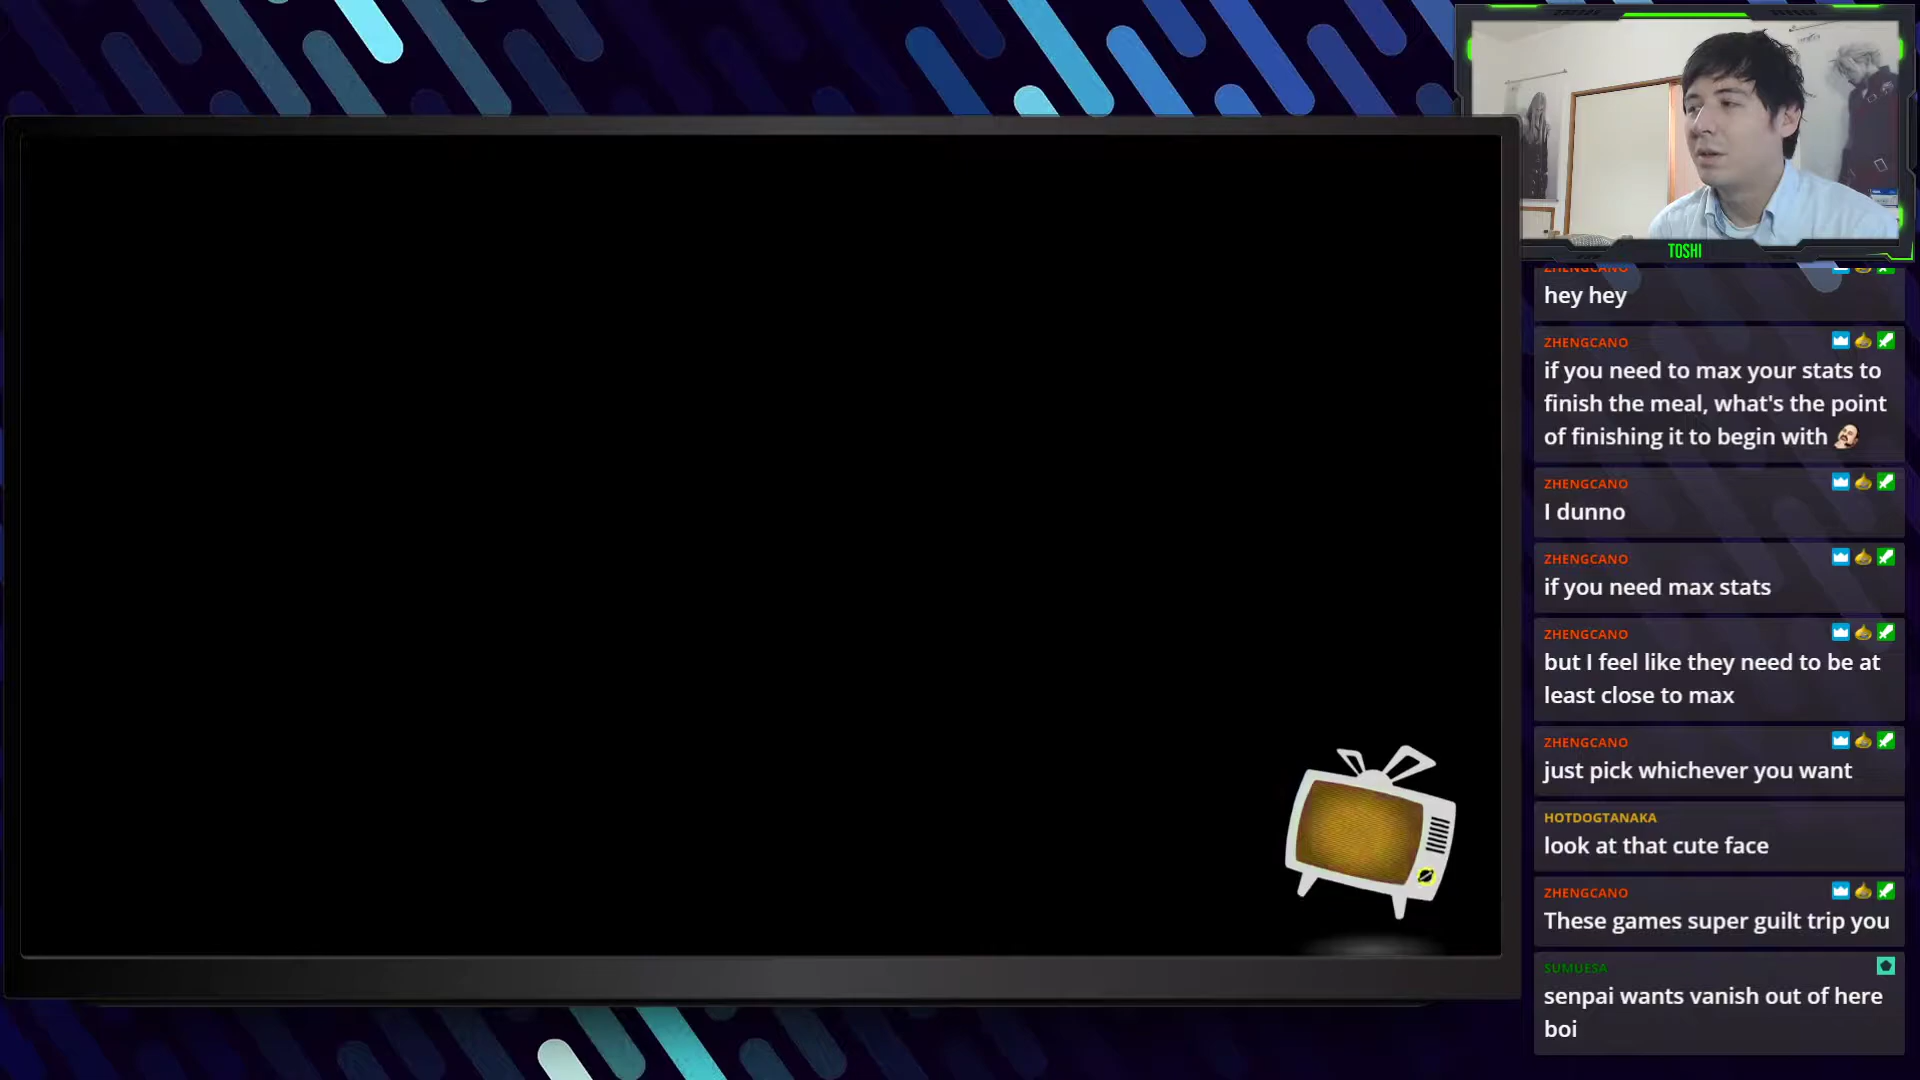 TOSHI
ZHENGCANO
hey hey
ZHENGCANO
if you need to max your stats to
finish the meal, what's the point
of finishing it to begin with
ZHENGCANO
I dunno
ZHENGCANO
if you need max stats
ZHENGCANO
but I feel like they need to be at
least close to max
ZHENGCANO
just pick whichever you want
HOTDOGTANAKA
look at that cute face
ZHENGCANO
These games super guilt trip you
SUMUESA
senpai wants vanish out of here
boi